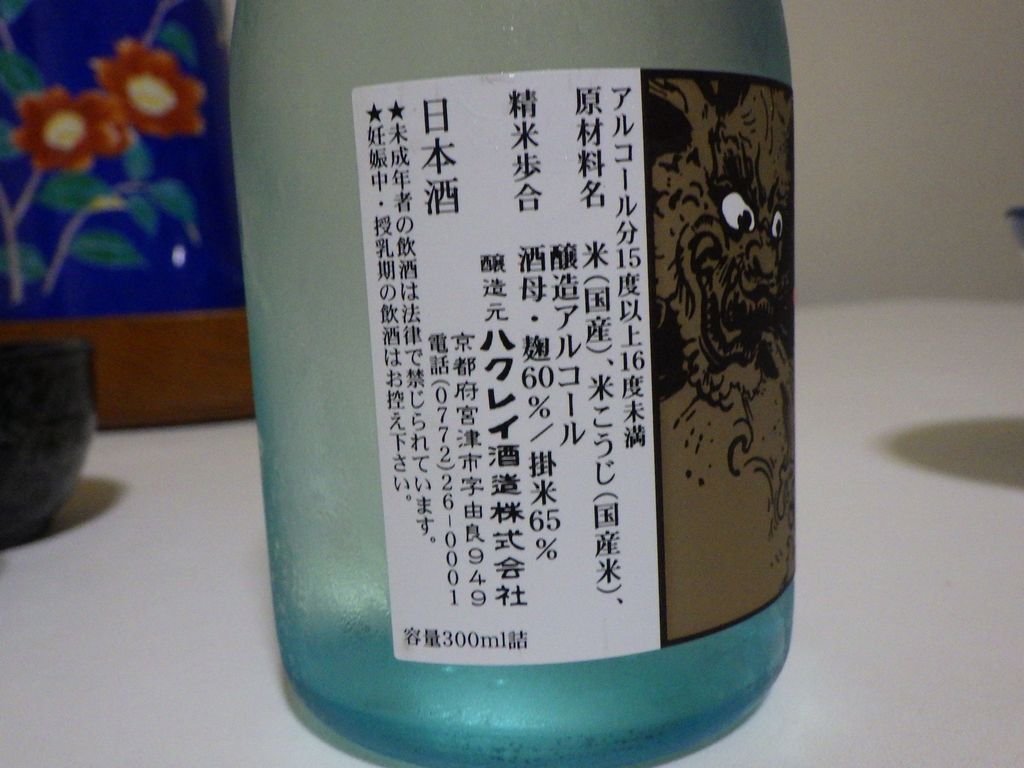 アルコール分15度以上16度未満
原材料名 米(国産)、米こうじ(国産米)、
醸造アルコール
精米歩合 酒母・麹60%/掛米65%
醸造元 ハクレイ酒造株式会社
京都府宮津市字由良949
電話(0772)26-0001
日本酒
★未成年者の飲酒は法律で禁じられています。
★妊娠中・授乳期の飲酒はお控え下さい。
容量300ml詰